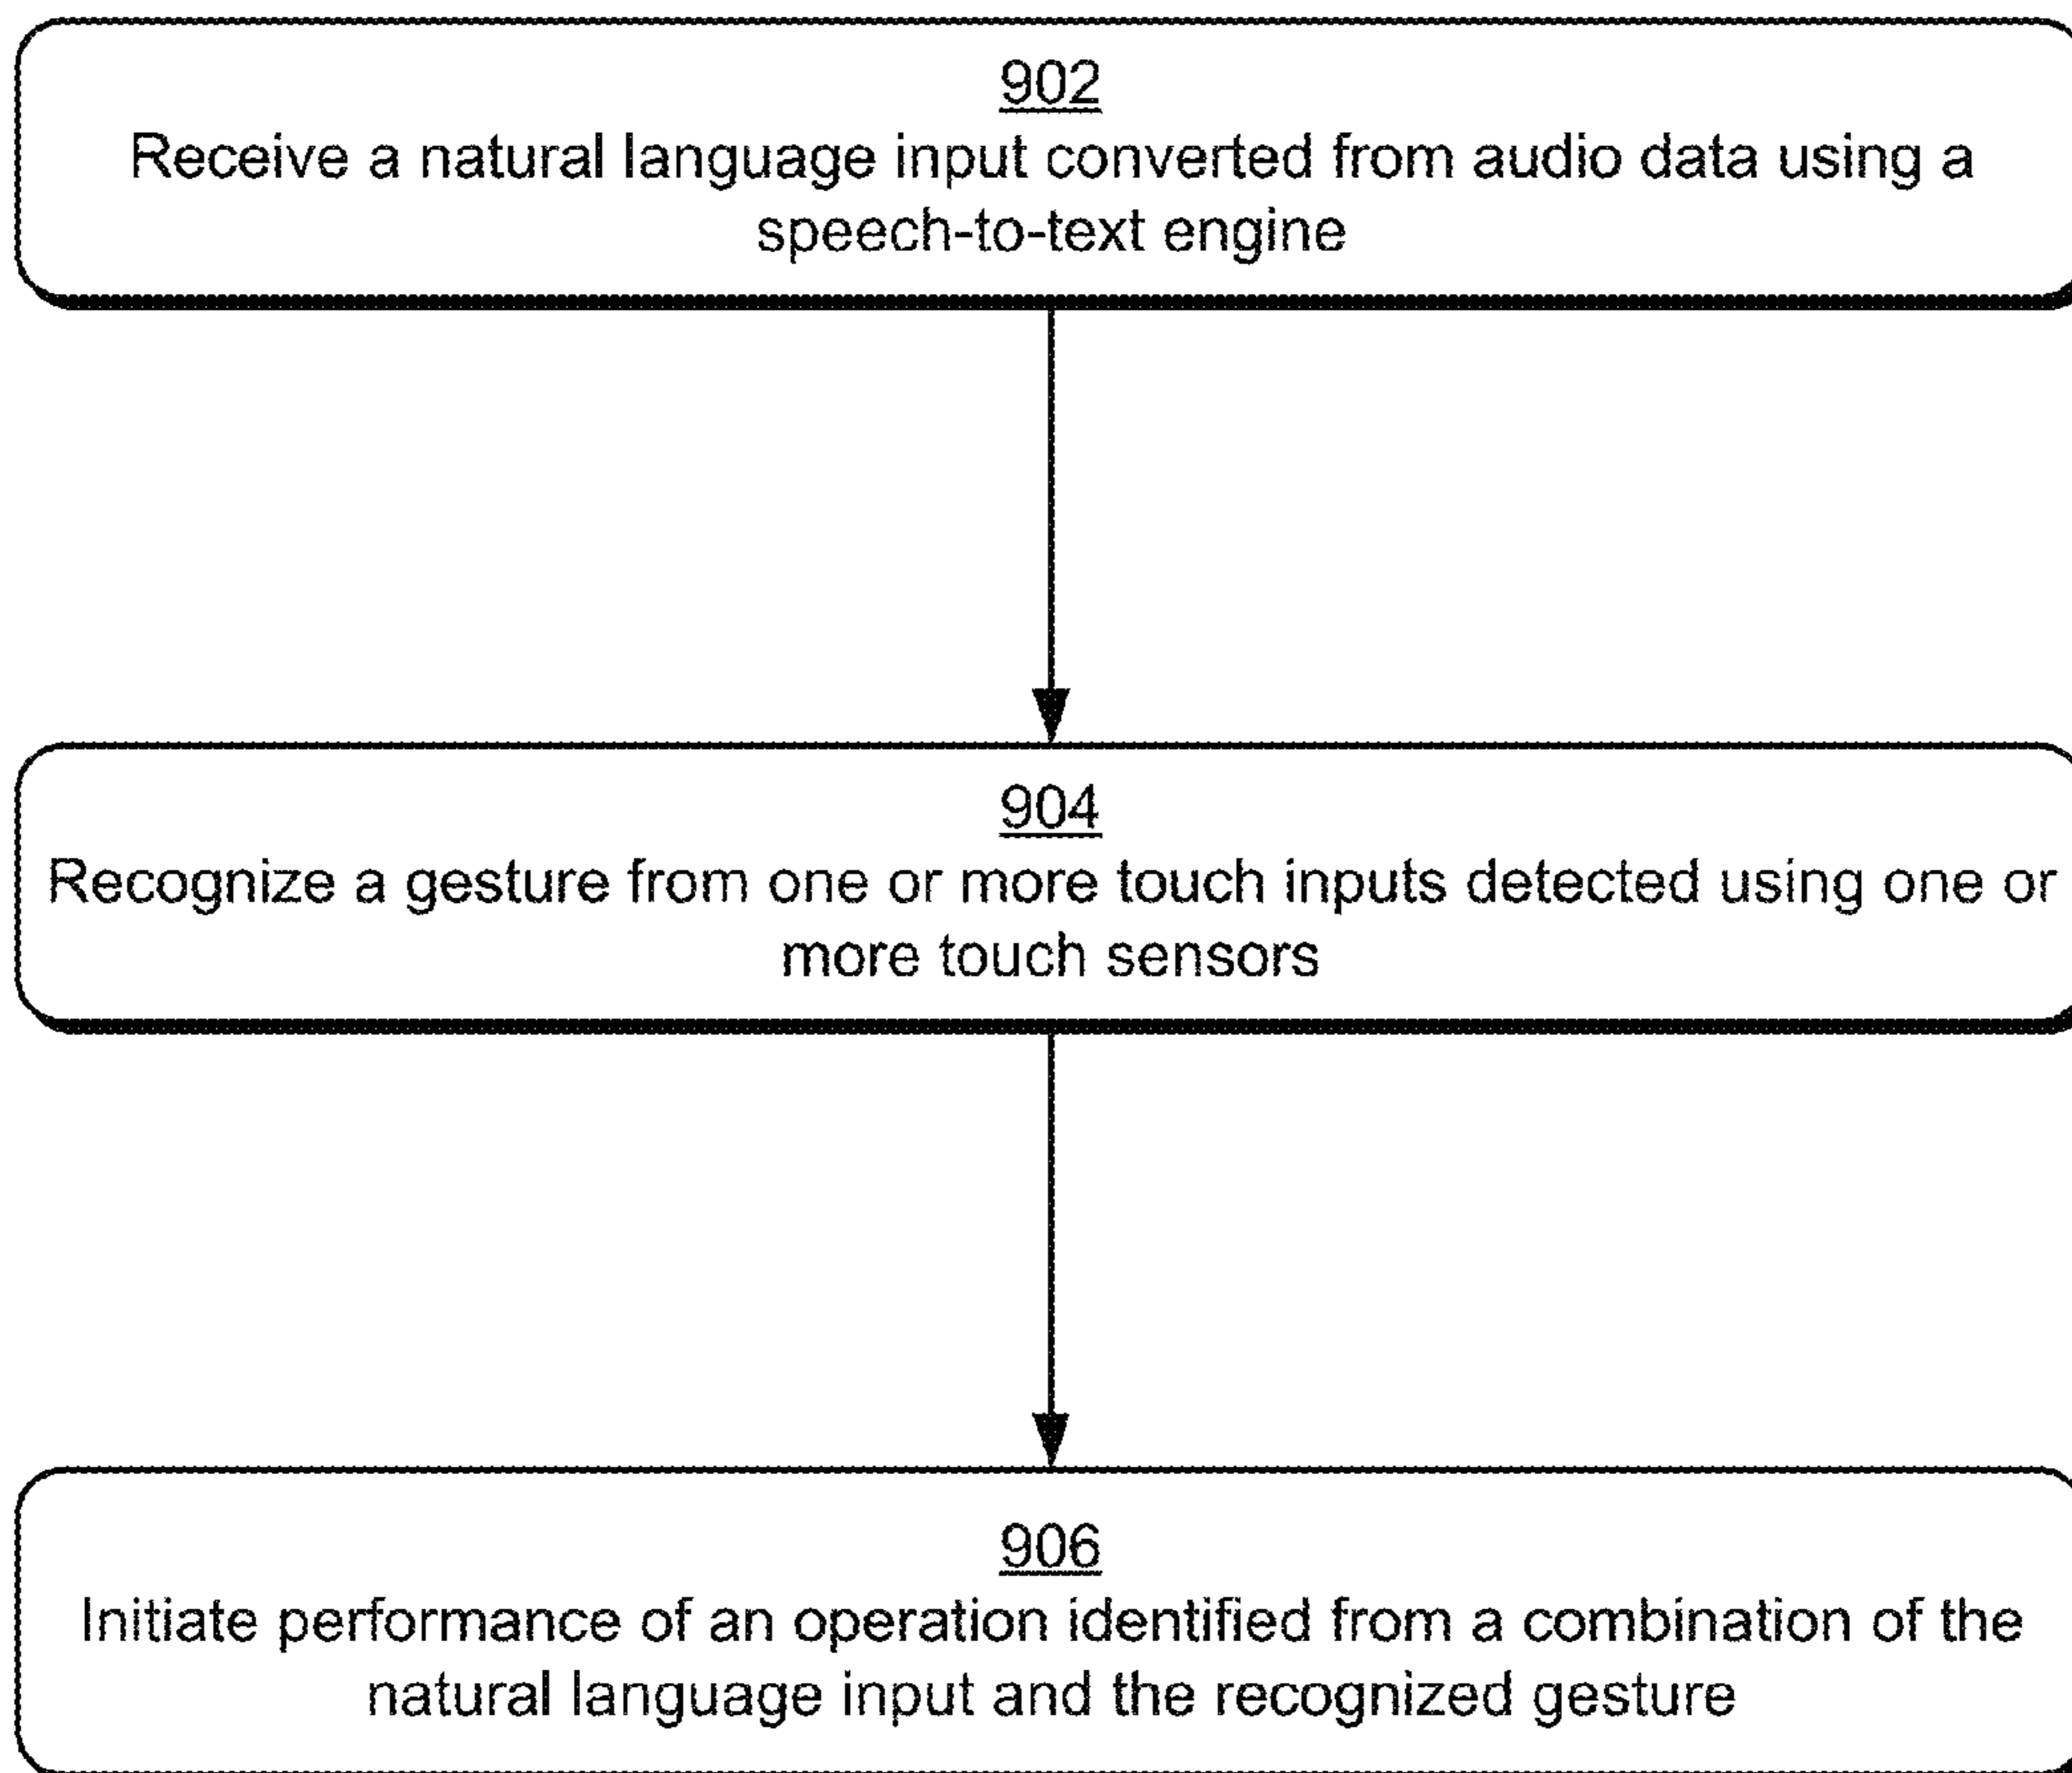 902
Receive a natural language input converted from audio data using a
speech-to-text engine
904
Recognize a gesture from one or more touch inputs detected using one or
more touch sensors
906
Initiate performance of an operation identified from a combination of the
natural language input and the recognized gesture